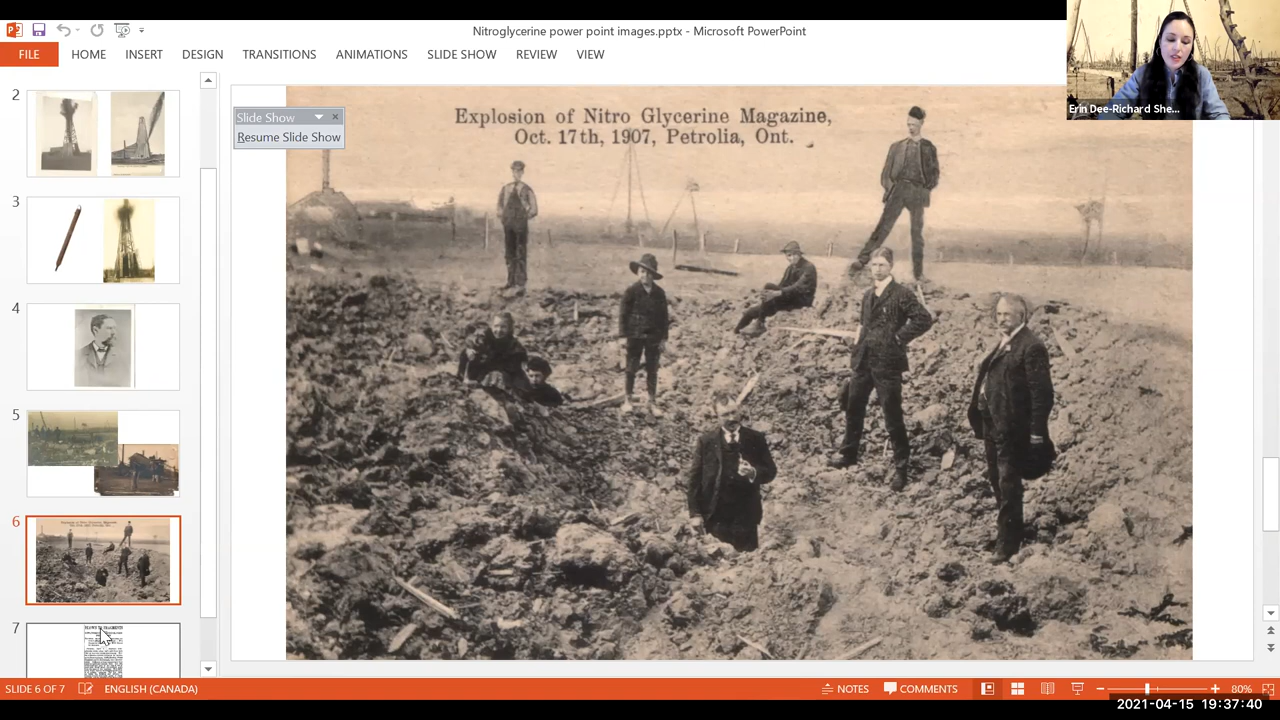 Nitroglycerine power point images.pptx - Microsoft PowerPoint
FILE HOME INSERT DESIGN TRANSITIONS ANIMATIONS SLIDE SHOW REVIEW VIEW
Erin Dee-Richard She...
2
3
4
5
6
7
Slide Show
Resume Slide Show
Explosion of Nitro Glycerine Magazine,
Oct. 17th, 1907, Petrolia, Ont.
SLIDE 6 OF 7 ENGLISH (CANADA) NOTES COMMENTS 80%
2021-04-15 19:37:40